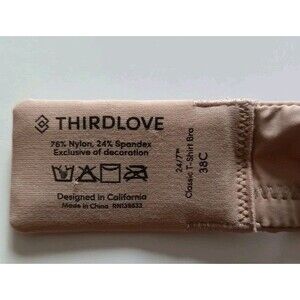 THIRDLOVE
76% Nylon, 24% Spandex
Exclusive of decoration
Designed in California
Made in China RN138633
24/7™
Classic T-Shirt Bra
38C